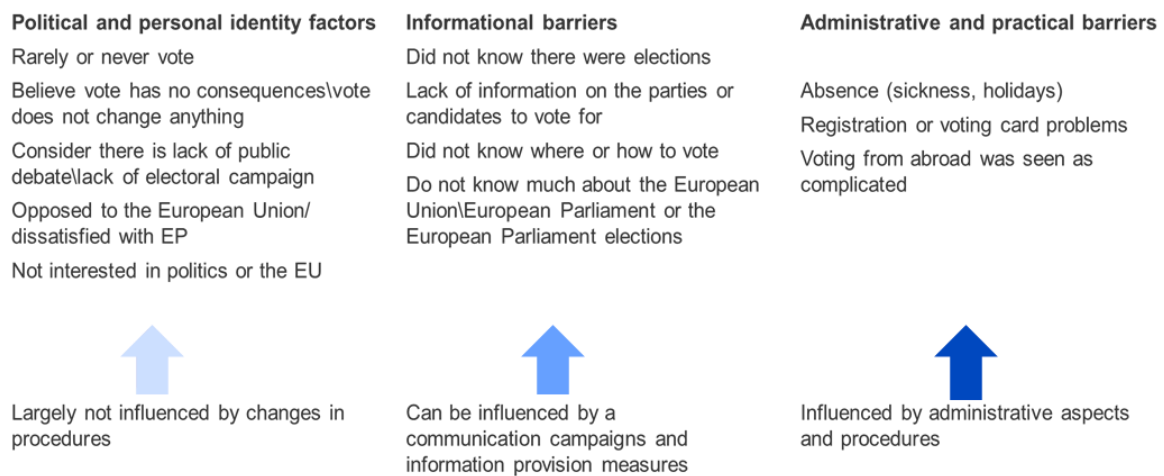 Political and personal identity factors
Rarely or never vote
Believe vote has no consequences\vote
does not change anything
Consider there is lack of public
debate\lack of electoral campaign
Opposed to the European Union/
dissatisfied with EP
Not interested in politics or the EU
Largely not influenced by changes in
procedures
Informational barriers
Did not know there were elections
Lack of information on the parties or
candidates to vote for
Did not know where or how to vote
Do not know much about the European
Union\European Parliament or the
European Parliament elections
Can be influenced by a
communication campaigns and
information provision measures
Administrative and practical barriers
Absence (sickness, holidays)
Registration or voting card problems
Voting from abroad was seen as
complicated
Influenced by administrative aspects
and procedures